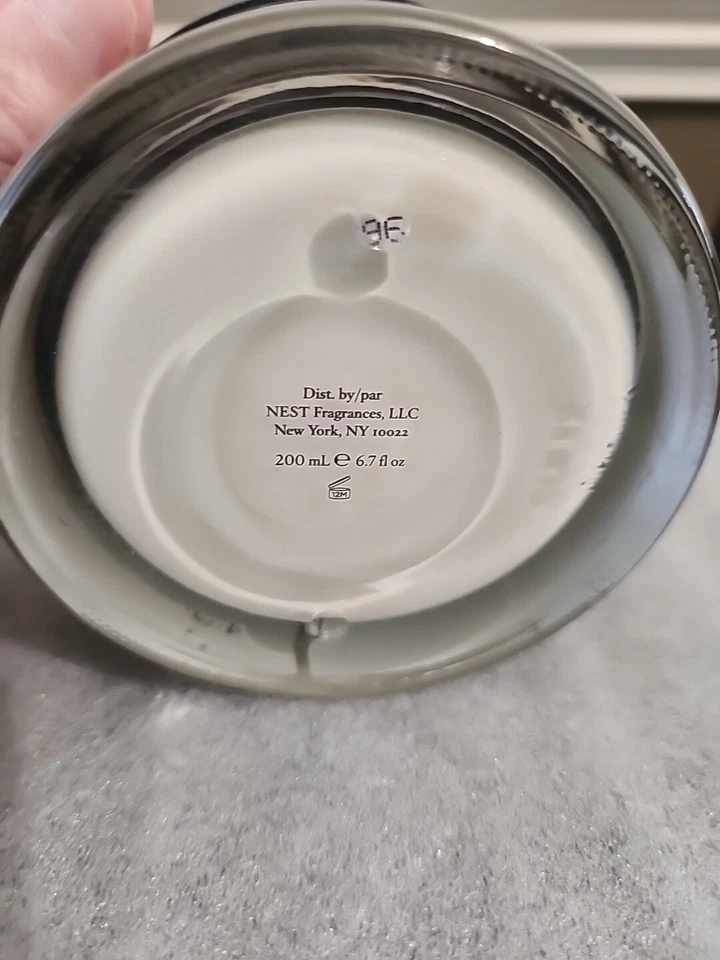 Dist. by/par
NEST Fragrances, LLC
New York, NY 10022
200 mL ℮ 6.7 fl oz
12M